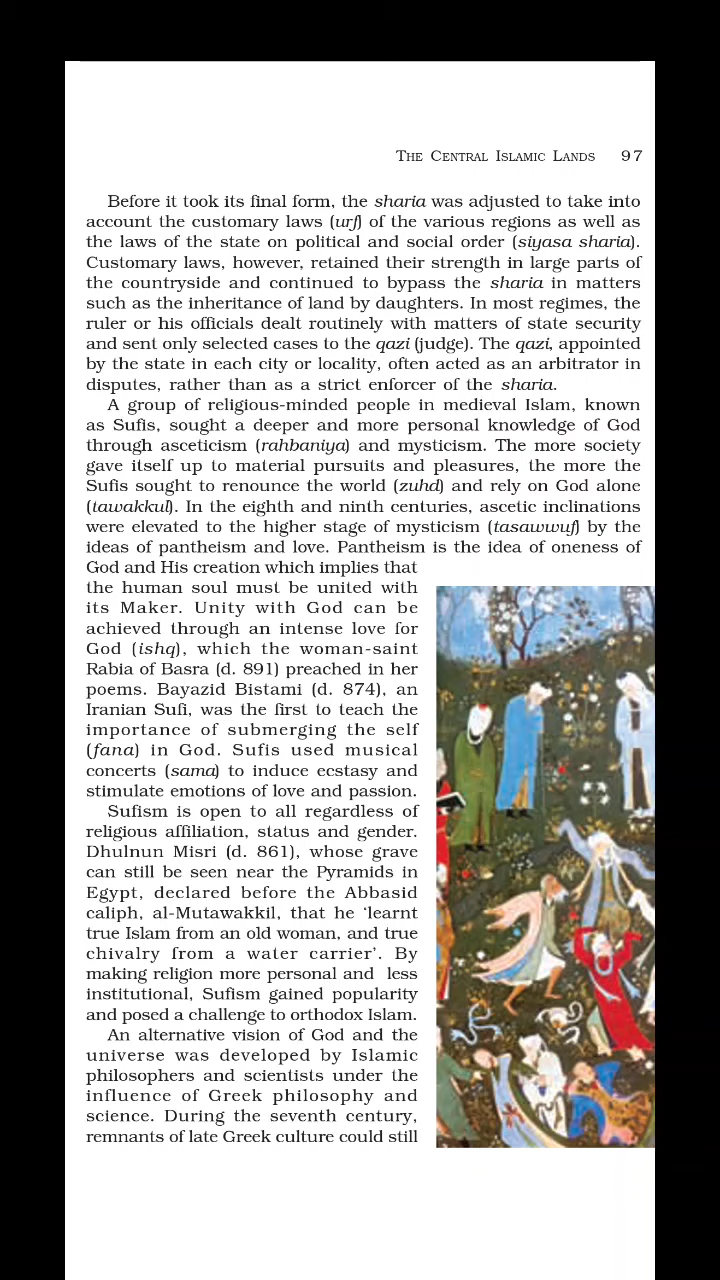 THE CENTRAL ISLAMIC LANDS 97
Before it took its final form, the sharia was adjusted to take into
account the customary laws (urf) of the various regions as well as
the laws of the state on political and social order (siyasa sharia).
Customary laws, however, retained their strength in large parts of
the countryside and continued to bypass the sharia in matters
such as the inheritance of land by daughters. In most regimes, the
ruler or his officials dealt routinely with matters of state security
and sent only selected cases to the qazi (judge). The qazi, appointed
by the state in each city or locality, often acted as an arbitrator in
disputes, rather than as a strict enforcer of the sharia.
A group of religious-minded people in medieval Islam, known
as Sufis, sought a deeper and more personal knowledge of God
through asceticism (rahbaniya) and mysticism. The more society
gave itself up to material pursuits and pleasures, the more the
Sufis sought to renounce the world (zuhd) and rely on God alone
(tawakkul). In the eighth and ninth centuries, ascetic inclinations
were elevated to the higher stage of mysticism (tasawwuf) by the
ideas of pantheism and love. Pantheism is the idea of oneness of
God and His creation which implies that
the human soul must be united with
its Maker. Unity with God can be
achieved through an intense love for
God (ishq), which the woman-saint
Rabia of Basra (d. 891) preached in her
poems. Bayazid Bistami (d. 874), an
Iranian Sufi, was the first to teach the
importance of submerging the self
(fana) in God. Sufis used musical
concerts (sama) to induce ecstasy and
stimulate emotions of love and passion.
Sufism is open to all regardless of
religious affiliation, status and gender.
Dhulnun Misri (d. 861), whose grave
can still be seen near the Pyramids in
Egypt, declared before the Abbasid
caliph, al-Mutawakkil, that he ‘learnt
true Islam from an old woman, and true
chivalry from a water carrier’. By
making religion more personal and less
institutional, Sufism gained popularity
and posed a challenge to orthodox Islam.
An alternative vision of God and the
universe was developed by Islamic
philosophers and scientists under the
influence of Greek philosophy and
science. During the seventh century,
remnants of late Greek culture could still